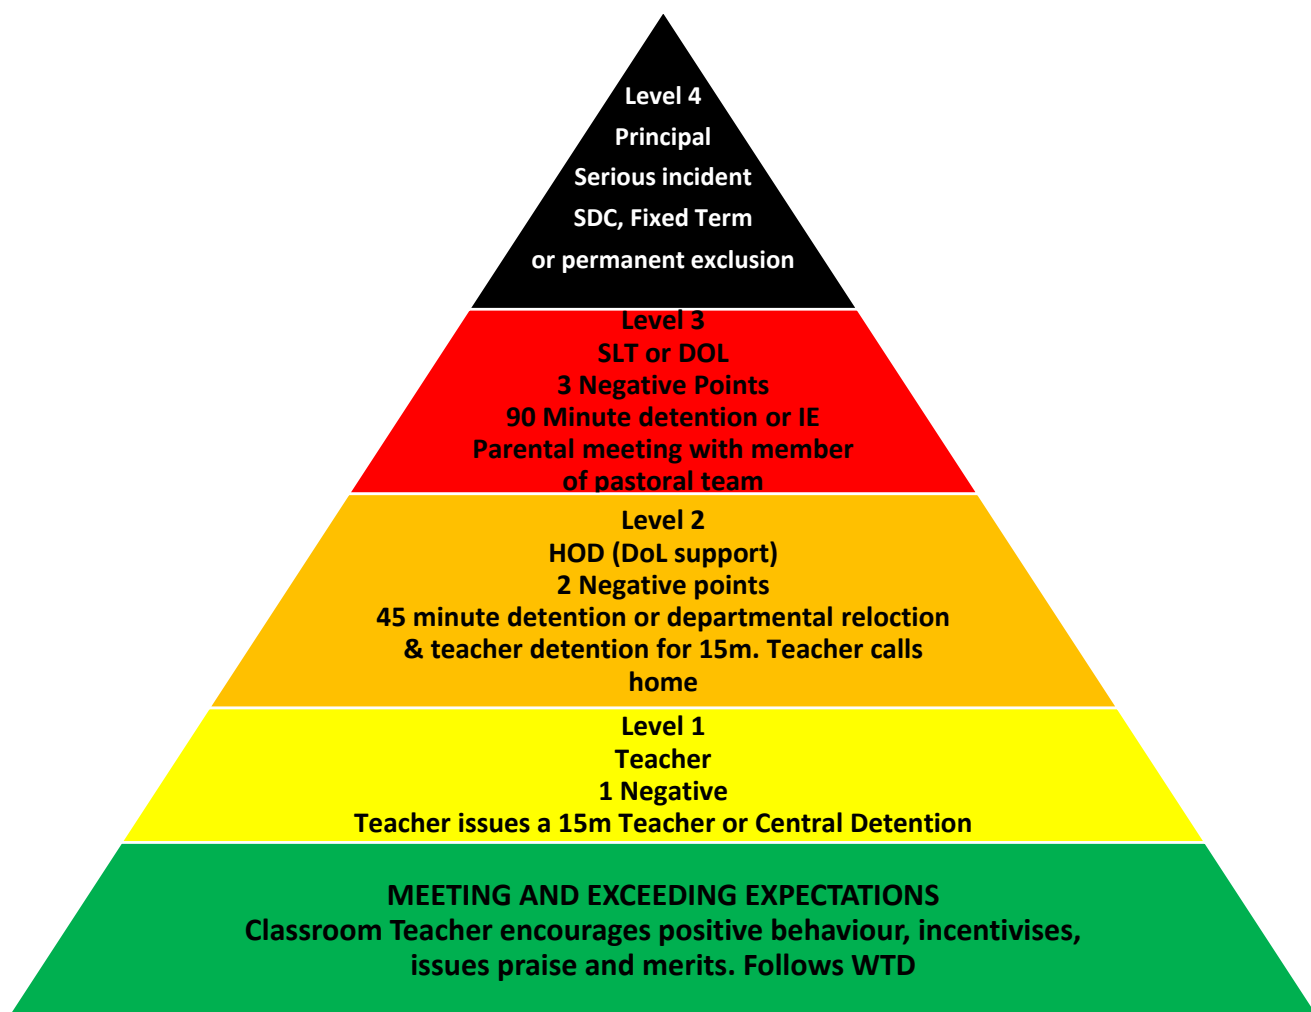 Level 4
Principal
Serious incident
SDC, Fixed Term
or permanent exclusion
Level 3
SLT or DOL
3 Negative Points
90 Minute detention or IE
Parental meeting with member
of pastoral team
Level 2
HOD (DoL support)
2 Negative points
45 minute detention or departmental reloction
& teacher detention for 15m. Teacher calls
home
Level 1
Teacher
1 Negative
Teacher issues a 15m Teacher or Central Detention
MEETING AND EXCEEDING EXPECTATIONS
Classroom Teacher encourages positive behaviour, incentivises,
issues praise and merits. Follows WTD